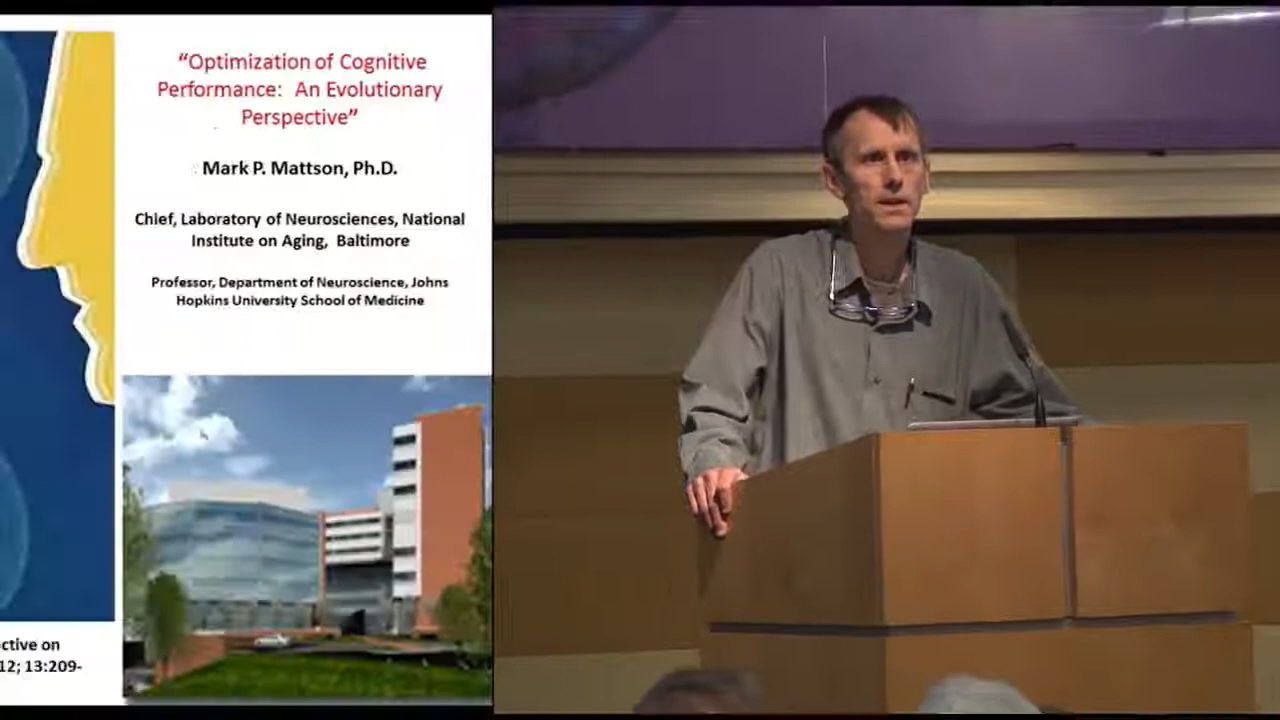 “Optimization of Cognitive
Performance: An Evolutionary
Perspective”
Mark P. Mattson, Ph.D.
Chief, Laboratory of Neurosciences, National
Institute on Aging, Baltimore
Professor, Department of Neuroscience, Johns
Hopkins University School of Medicine
ctive on
12; 13:209-